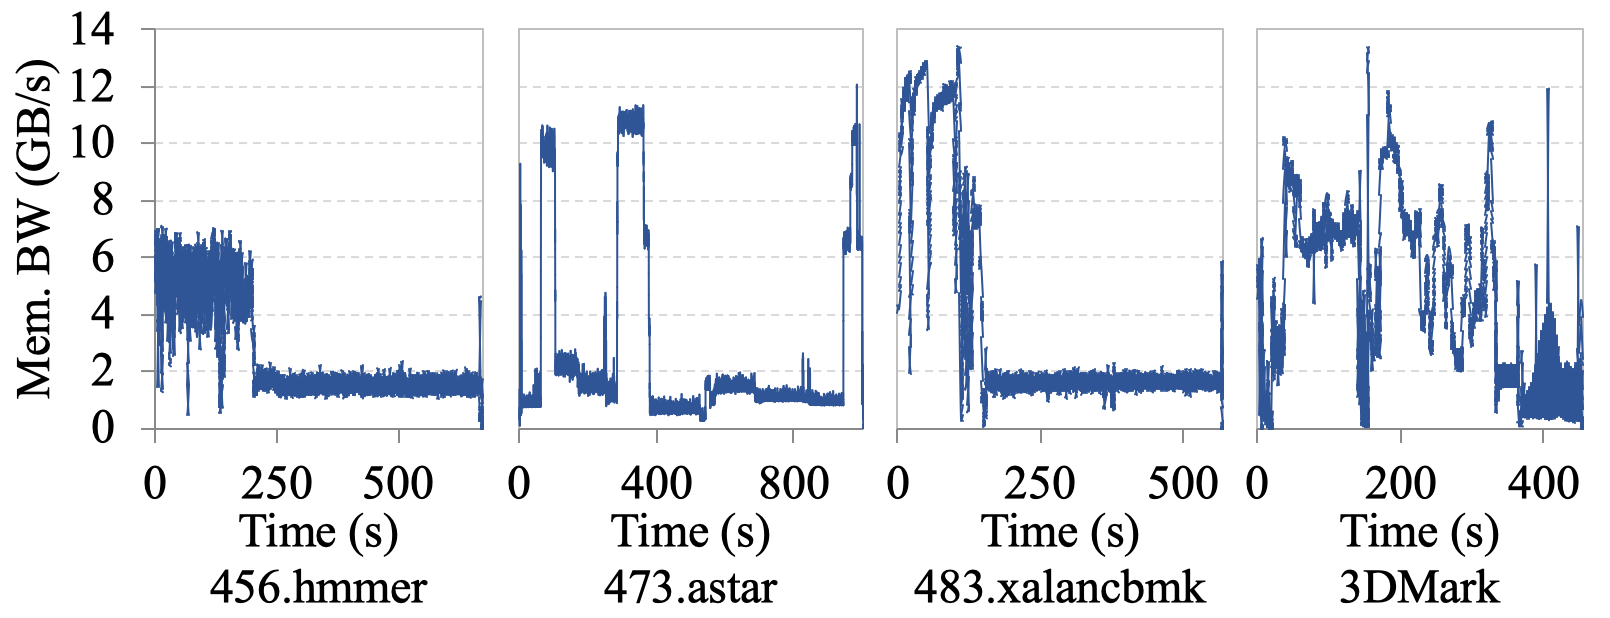 Mem. BW (GB/s)
14
12
10
8
6
4
2
0
0 250 500
0 400 800
0 250 500
0 200 400
Time (s)
Time (s)
Time (s)
Time (s)
456.hmmer
473.astar
483.xalancbmk
3DMark